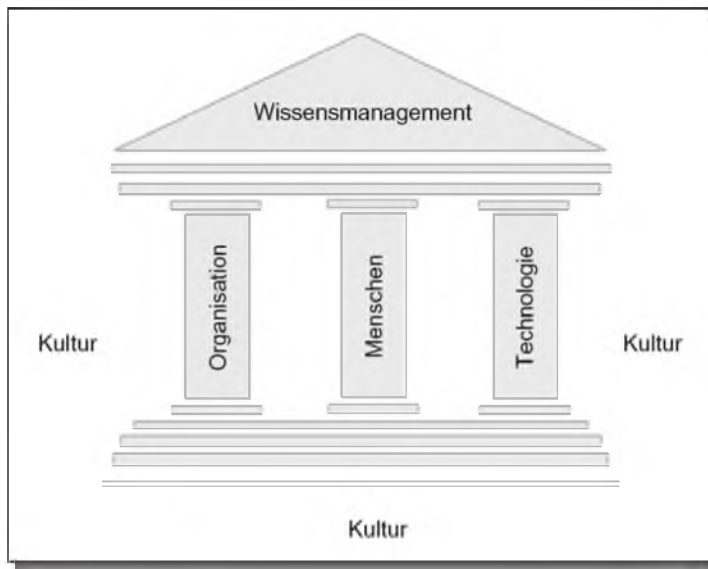 Wissensmanagement
Organisation
Menschen
Technologie
Kultur
Kultur
Kultur